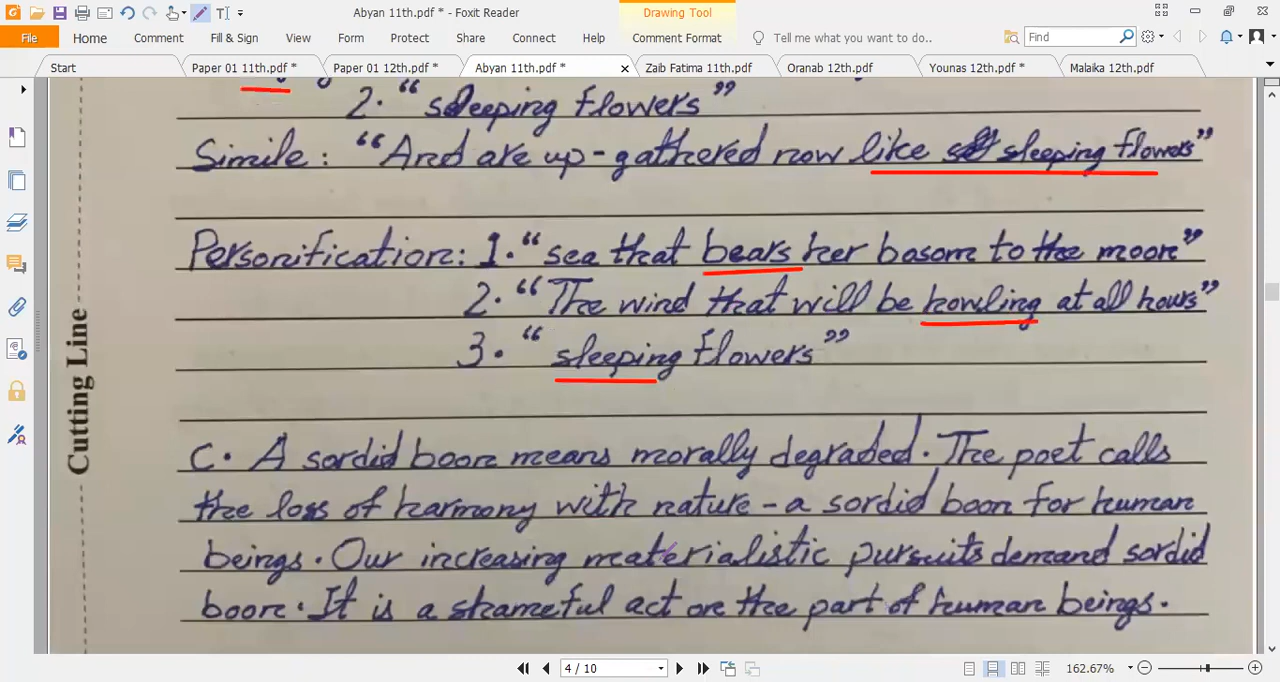 Abyan 11th.pdf * - Foxit Reader
Drawing Tool
File Home Comment Fill & Sign View Form Protect Share Connect Help Comment Format Tell me what you want to do.. Find
Start Paper 01 11th.pdf * Paper 01 12th.pdf * Abyan 11th.pdf * Zaib Fatima 11th.pdf Oranab 12th.pdf Younas 12th.pdf * Malaika 12th.pdf
2. "sleeping flowers"
Simile: "And are up-gathered now like sleeping flowers"
Personification: 1. "sea that bears her bosom to the moon"
2. "The wind that will be howling at all hours"
3. "sleeping flowers"
Cutting Line
C. A sordid boon means morally degraded. The poet calls
the loss of harmony with nature - a sordid boon for human
beings. Our increasing materialistic pursuits demand sordid
boon. It is a shameful act on the part of human beings.
4 / 10
162.67%